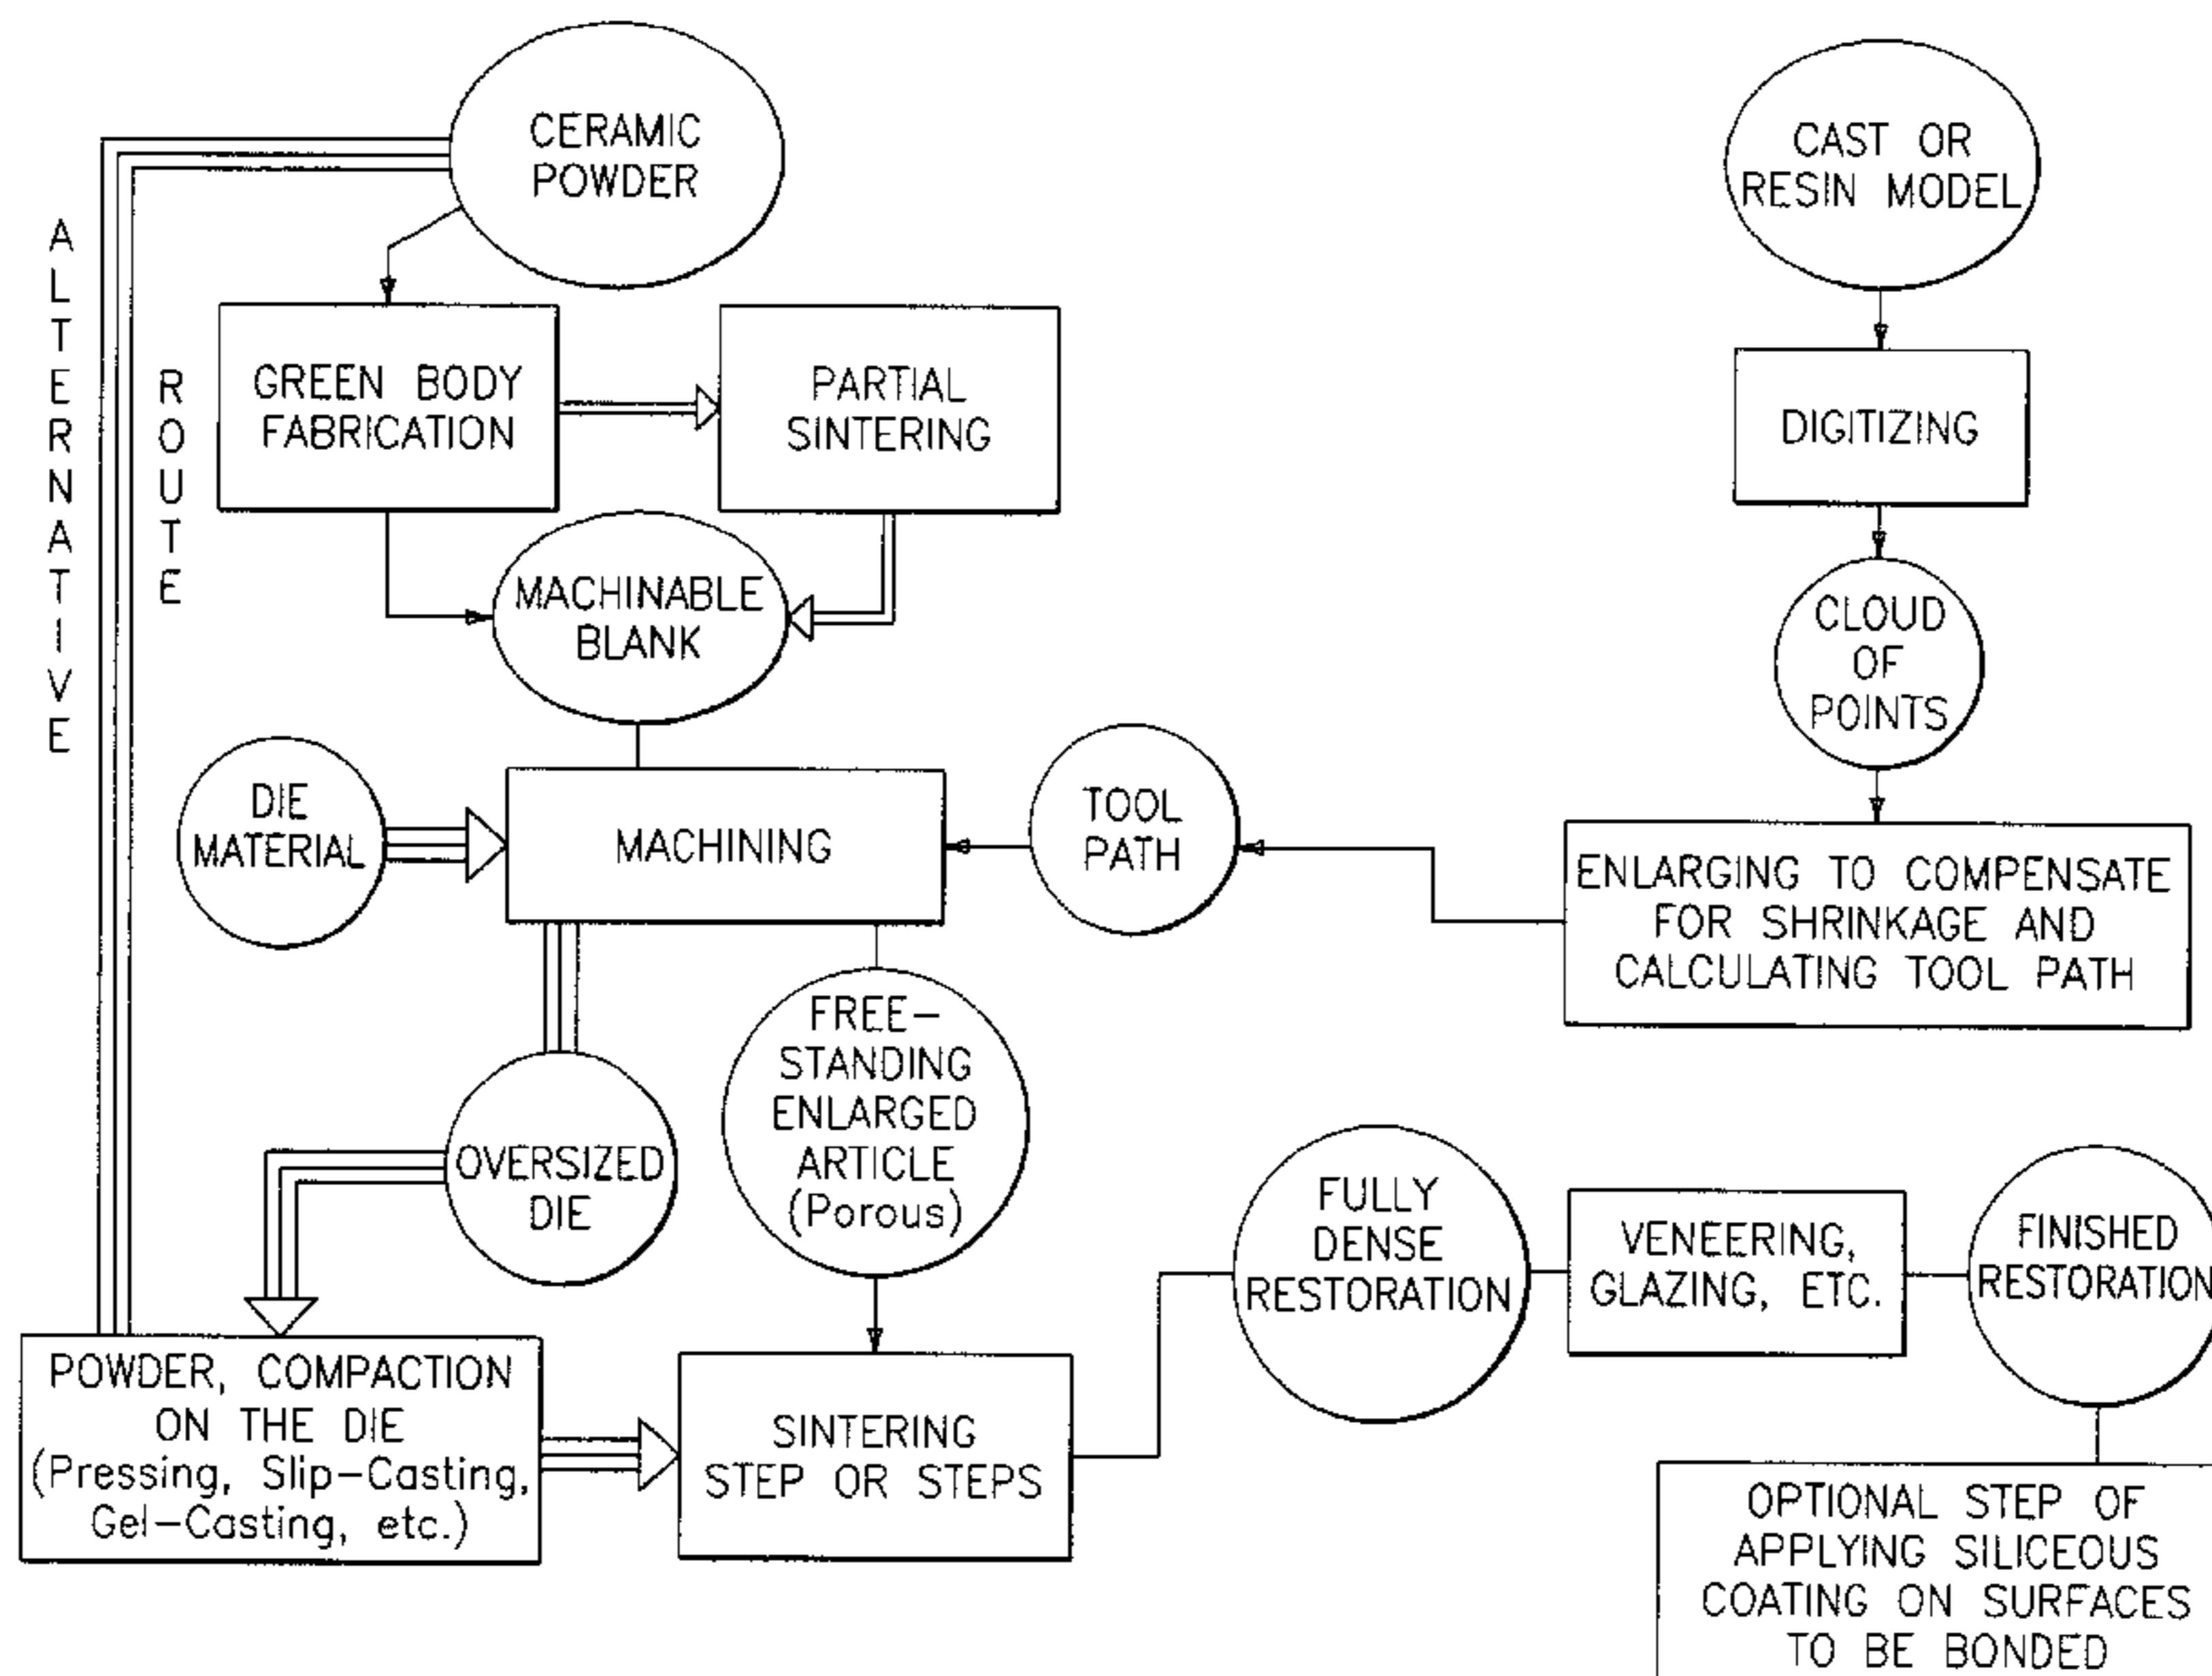 CERAMIC
POWDER
CAST OR
RESIN MODEL
ALTERNATIVE
ROUTE
GREEN BODY
FABRICATION
PARTIAL
SINTERING
DIGITIZING
MACHINABLE
BLANK
CLOUD
OF
POINTS
DIE
MATERIAL
MACHINING
TOOL
PATH
ENLARGING TO COMPENSATE
FOR SHRINKAGE AND
CALCULATING TOOL PATH
FREE-
STANDING
ENLARGED
ARTICLE
(Porous)
OVERSIZED
DIE
FULLY
DENSE
RESTORATION
VENEERING,
GLAZING, ETC.
FINISHED
RESTORATION
POWDER, COMPACTION
ON THE DIE
(Pressing, Slip-Casting,
Gel-Casting, etc.)
SINTERING
STEP OR STEPS
OPTIONAL STEP OF
APPLYING SILICEOUS
COATING ON SURFACES
TO BE BONDED